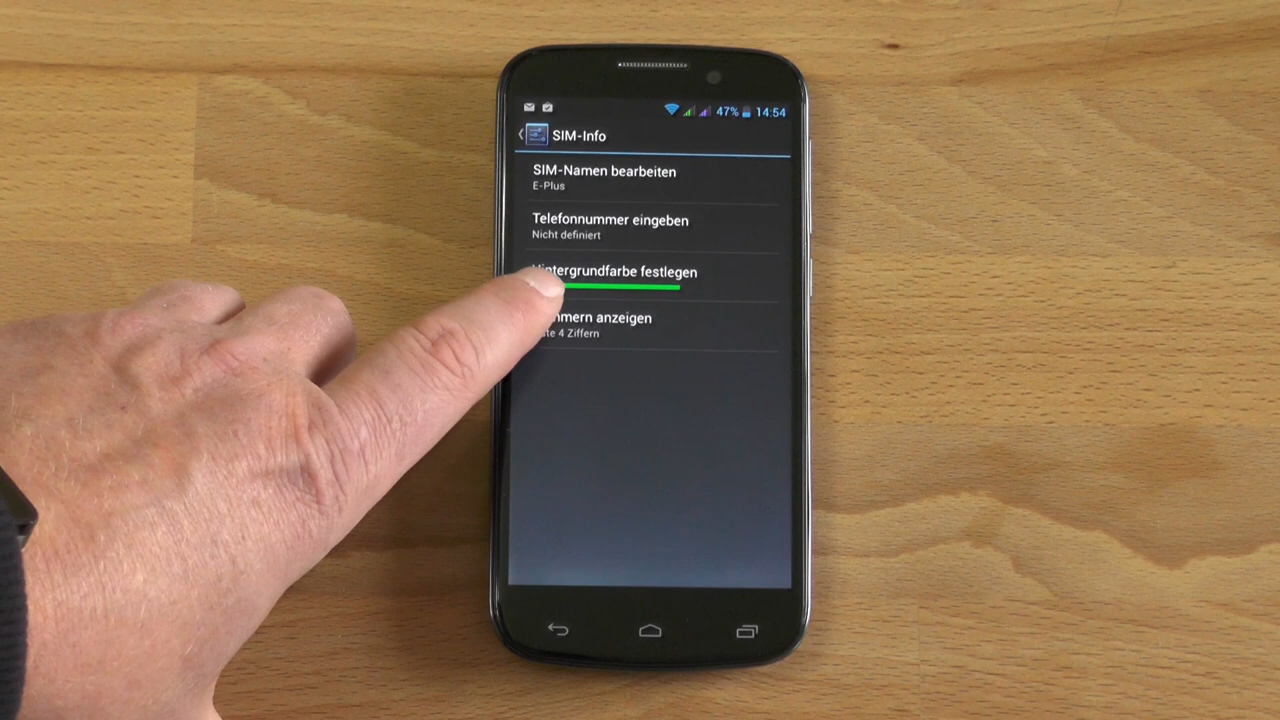 47% 14:54
SIM-Info
SIM-Namen bearbeiten
E-Plus
Telefonnummer eingeben
Nicht definiert
festlegen
anzeigen
4 Ziffern